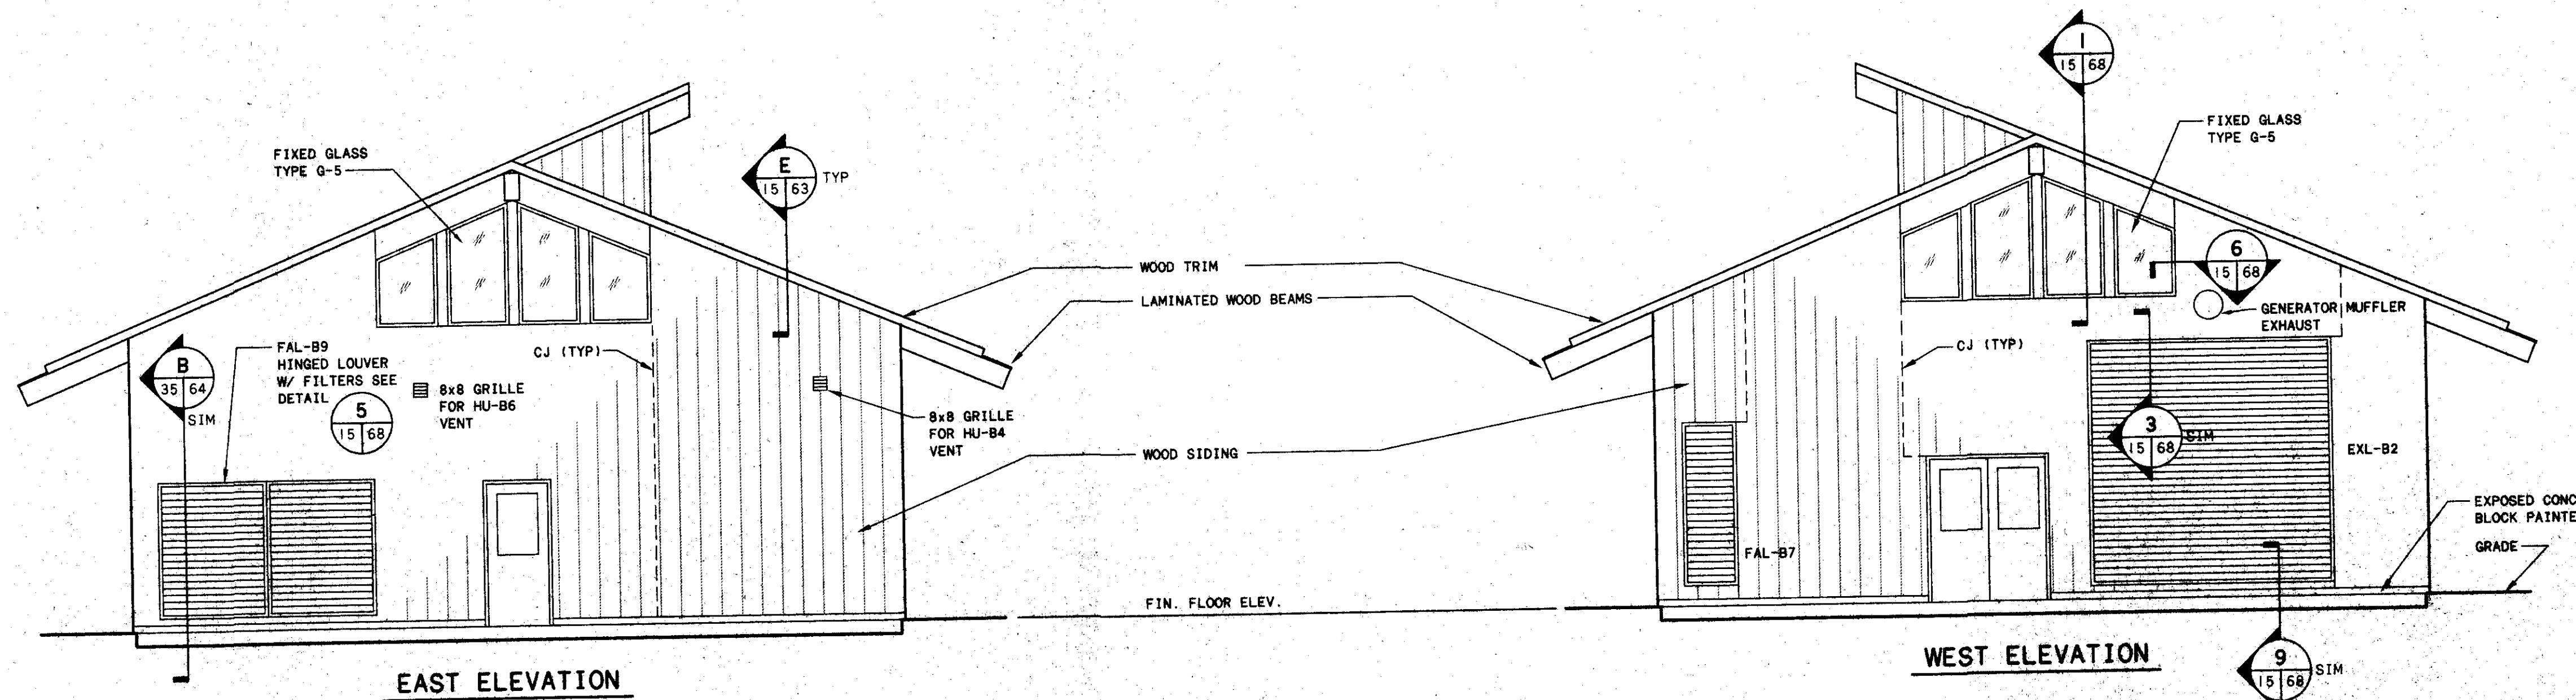 FIXED GLASS
TYPE G-5
E
15 63
TYP
B
35 64
SIM
FAL-B9
HINGED LOUVER
W/ FILTERS SEE
DETAIL
5
15 68
8x8 GRILLE
FOR HU-B6
VENT
CJ (TYP)
8x8 GRILLE
FOR HU-B4
VENT
WOOD TRIM
LAMINATED WOOD BEAMS
WOOD SIDING
FIN. FLOOR ELEV.
EAST ELEVATION
1
15 68
FIXED GLASS
TYPE G-5
6
15 68
GENERATOR MUFFLER
EXHAUST
CJ (TYP)
3
15 68
SIM
EXL-B2
FAL-B7
EXPOSED CONC
BLOCK PAINTE
GRADE
WEST ELEVATION
9
15 68
SIM